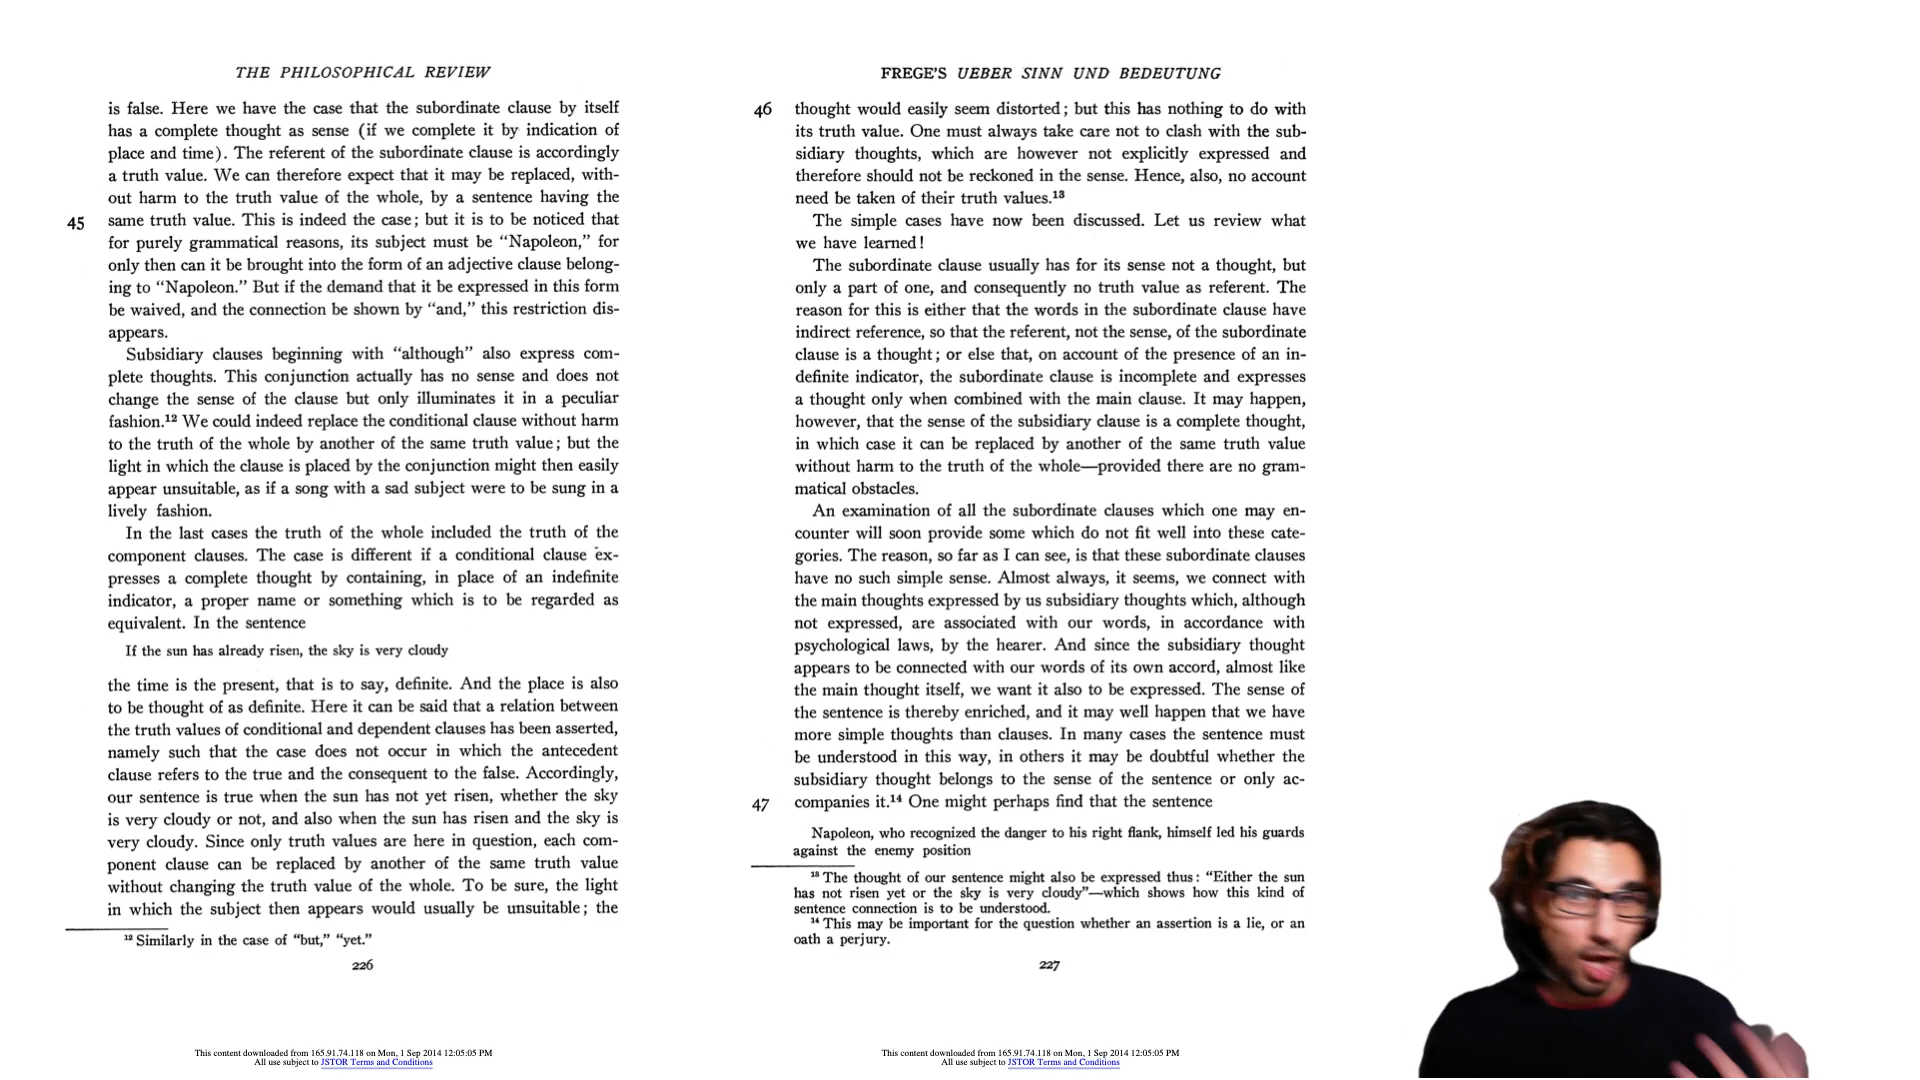 THE PHILOSOPHICAL REVIEW
is false. Here we have the case that the subordinate clause by itself
has a complete thought as sense (if we complete it by indication of
place and time). The referent of the subordinate clause is accordingly
a truth value. We can therefore expect that it may be replaced, with-
out harm to the truth value of the whole, by a sentence having the
45 same truth value. This is indeed the case; but it is to be noticed that
for purely grammatical reasons, its subject must be “Napoleon,” for
only then can it be brought into the form of an adjective clause belong-
ing to “Napoleon.” But if the demand that it be expressed in this form
be waived, and the connection be shown by “and,” this restriction dis-
appears.
Subsidiary clauses beginning with “although” also express com-
plete thoughts. This conjunction actually has no sense and does not
change the sense of the clause but only illuminates it in a peculiar
fashion.¹² We could indeed replace the conditional clause without harm
to the truth of the whole by another of the same truth value; but the
light in which the clause is placed by the conjunction might then easily
appear unsuitable, as if a song with a sad subject were to be sung in a
lively fashion.
In the last cases the truth of the whole included the truth of the
component clauses. The case is different if a conditional clause ex-
presses a complete thought by containing, in place of an indefinite
indicator, a proper name or something which is to be regarded as
equivalent. In the sentence
If the sun has already risen, the sky is very cloudy
the time is the present, that is to say, definite. And the place is also
to be thought of as definite. Here it can be said that a relation between
the truth values of conditional and dependent clauses has been asserted,
namely such that the case does not occur in which the antecedent
clause refers to the true and the consequent to the false. Accordingly,
our sentence is true when the sun has not yet risen, whether the sky
is very cloudy or not, and also when the sun has risen and the sky is
very cloudy. Since only truth values are here in question, each com-
ponent clause can be replaced by another of the same truth value
without changing the truth value of the whole. To be sure, the light
in which the subject then appears would usually be unsuitable; the
¹² Similarly in the case of “but,” “yet.”
226
This content downloaded from 165.91.74.118 on Mon, 1 Sep 2014 12:05:05 PM
All use subject to JSTOR Terms and Conditions
FREGE'S UEBER SINN UND BEDEUTUNG
46 thought would easily seem distorted; but this has nothing to do with
its truth value. One must always take care not to clash with the sub-
sidiary thoughts, which are however not explicitly expressed and
therefore should not be reckoned in the sense. Hence, also, no account
need be taken of their truth values.¹³
The simple cases have now been discussed. Let us review what
we have learned!
The subordinate clause usually has for its sense not a thought, but
only a part of one, and consequently no truth value as referent. The
reason for this is either that the words in the subordinate clause have
indirect reference, so that the referent, not the sense, of the subordinate
clause is a thought; or else that, on account of the presence of an in-
definite indicator, the subordinate clause is incomplete and expresses
a thought only when combined with the main clause. It may happen,
however, that the sense of the subsidiary clause is a complete thought,
in which case it can be replaced by another of the same truth value
without harm to the truth of the whole—provided there are no gram-
matical obstacles.
An examination of all the subordinate clauses which one may en-
counter will soon provide some which do not fit well into these cate-
gories. The reason, so far as I can see, is that these subordinate clauses
have no such simple sense. Almost always, it seems, we connect with
the main thoughts expressed by us subsidiary thoughts which, although
not expressed, are associated with our words, in accordance with
psychological laws, by the hearer. And since the subsidiary thought
appears to be connected with our words of its own accord, almost like
the main thought itself, we want it also to be expressed. The sense of
the sentence is thereby enriched, and it may well happen that we have
more simple thoughts than clauses. In many cases the sentence must
be understood in this way, in others it may be doubtful whether the
subsidiary thought belongs to the sense of the sentence or only ac-
47 companies it.¹⁴ One might perhaps find that the sentence
Napoleon, who recognized the danger to his right flank, himself led his guards
against the enemy position
¹³ The thought of our sentence might also be expressed thus: “Either the sun
has not risen yet or the sky is very cloudy”—which shows how this kind of
sentence connection is to be understood.
¹⁴ This may be important for the question whether an assertion is a lie, or an
oath a perjury.
227
This content downloaded from 165.91.74.118 on Mon, 1 Sep 2014 12:05:05 PM
All use subject to JSTOR Terms and Conditions